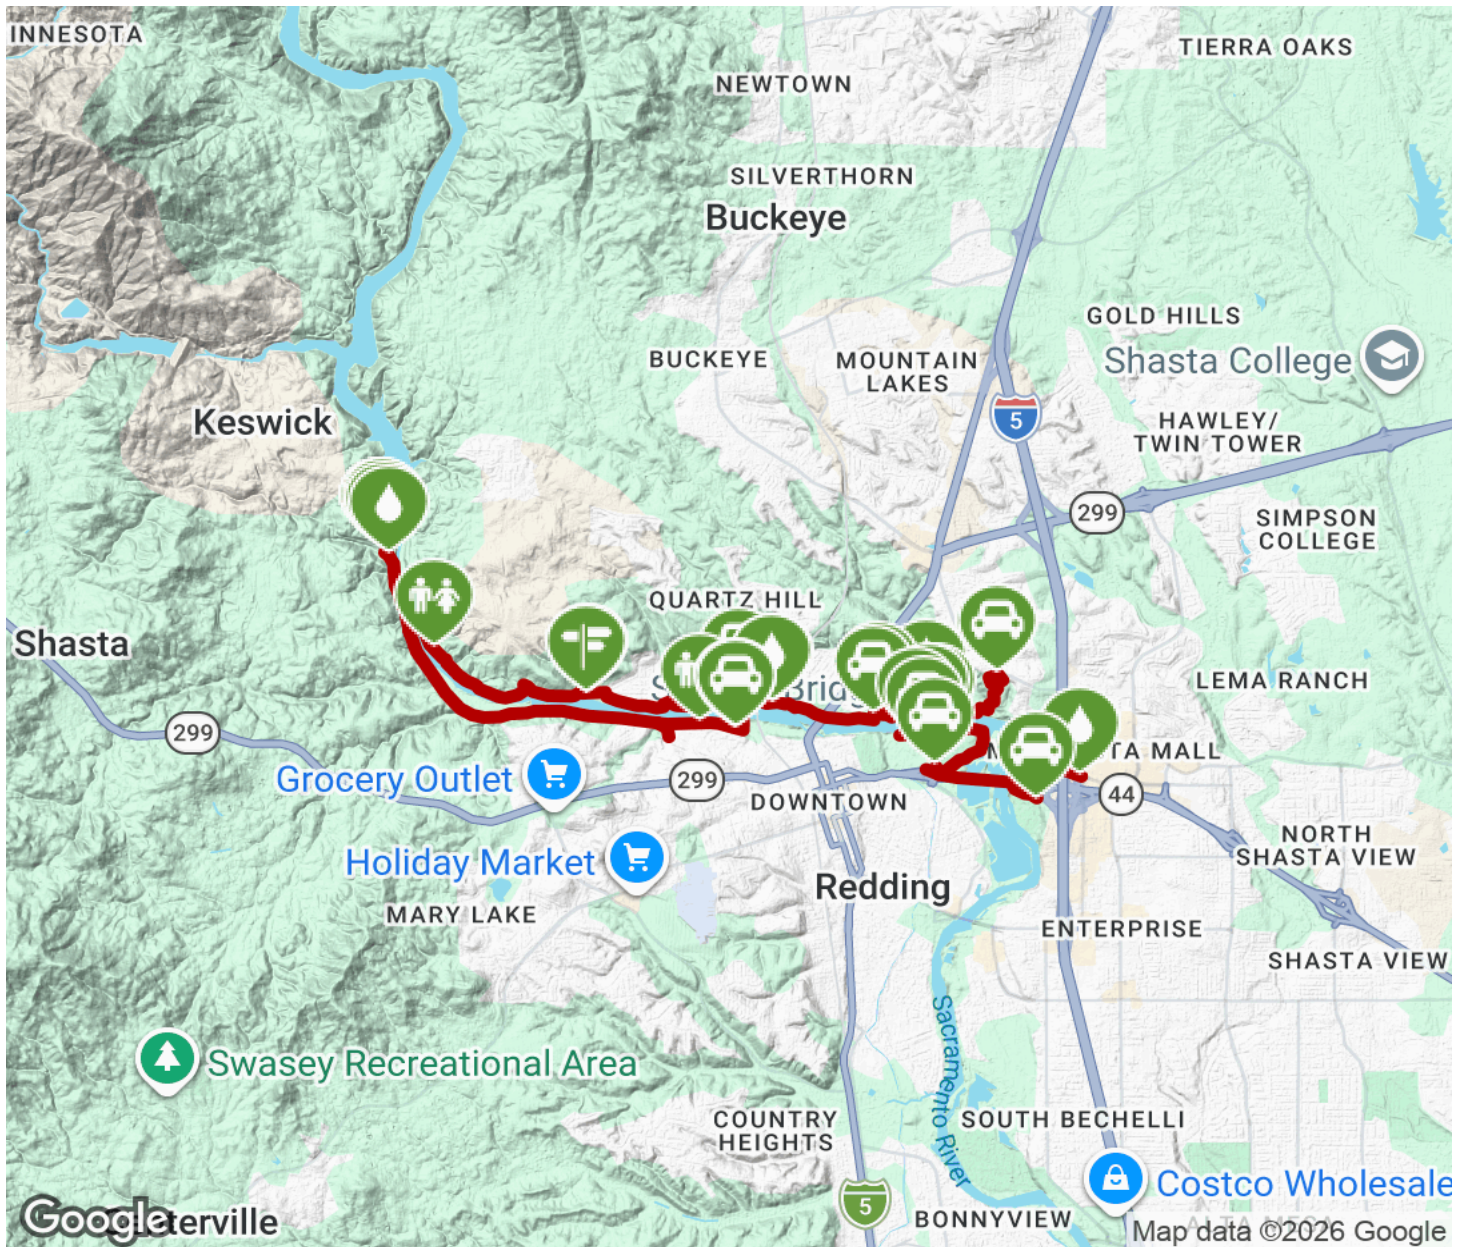 INNESOTA
TIERRA OAKS
NEWTOWN
SILVERTHORN
Buckeye
GOLD HILLS
BUCKEYE
MOUNTAIN
LAKES
Shasta College
5
Keswick
HAWLEY/
TWIN TOWER
299
SIMPSON
COLLEGE
QUARTZ HILL
Shasta
LEMA RANCH
299
Grocery Outlet
299
TA MALL
44
DOWNTOWN
NORTH
SHASTA VIEW
Holiday Market
Redding
MARY LAKE
ENTERPRISE
SHASTA VIEW
Sacramento River
Swasey Recreational Area
COUNTRY
HEIGHTS
SOUTH BECHELLI
Costco Wholesale
5
BONNYVIEW
Google
terville
Map data ©2026 Google